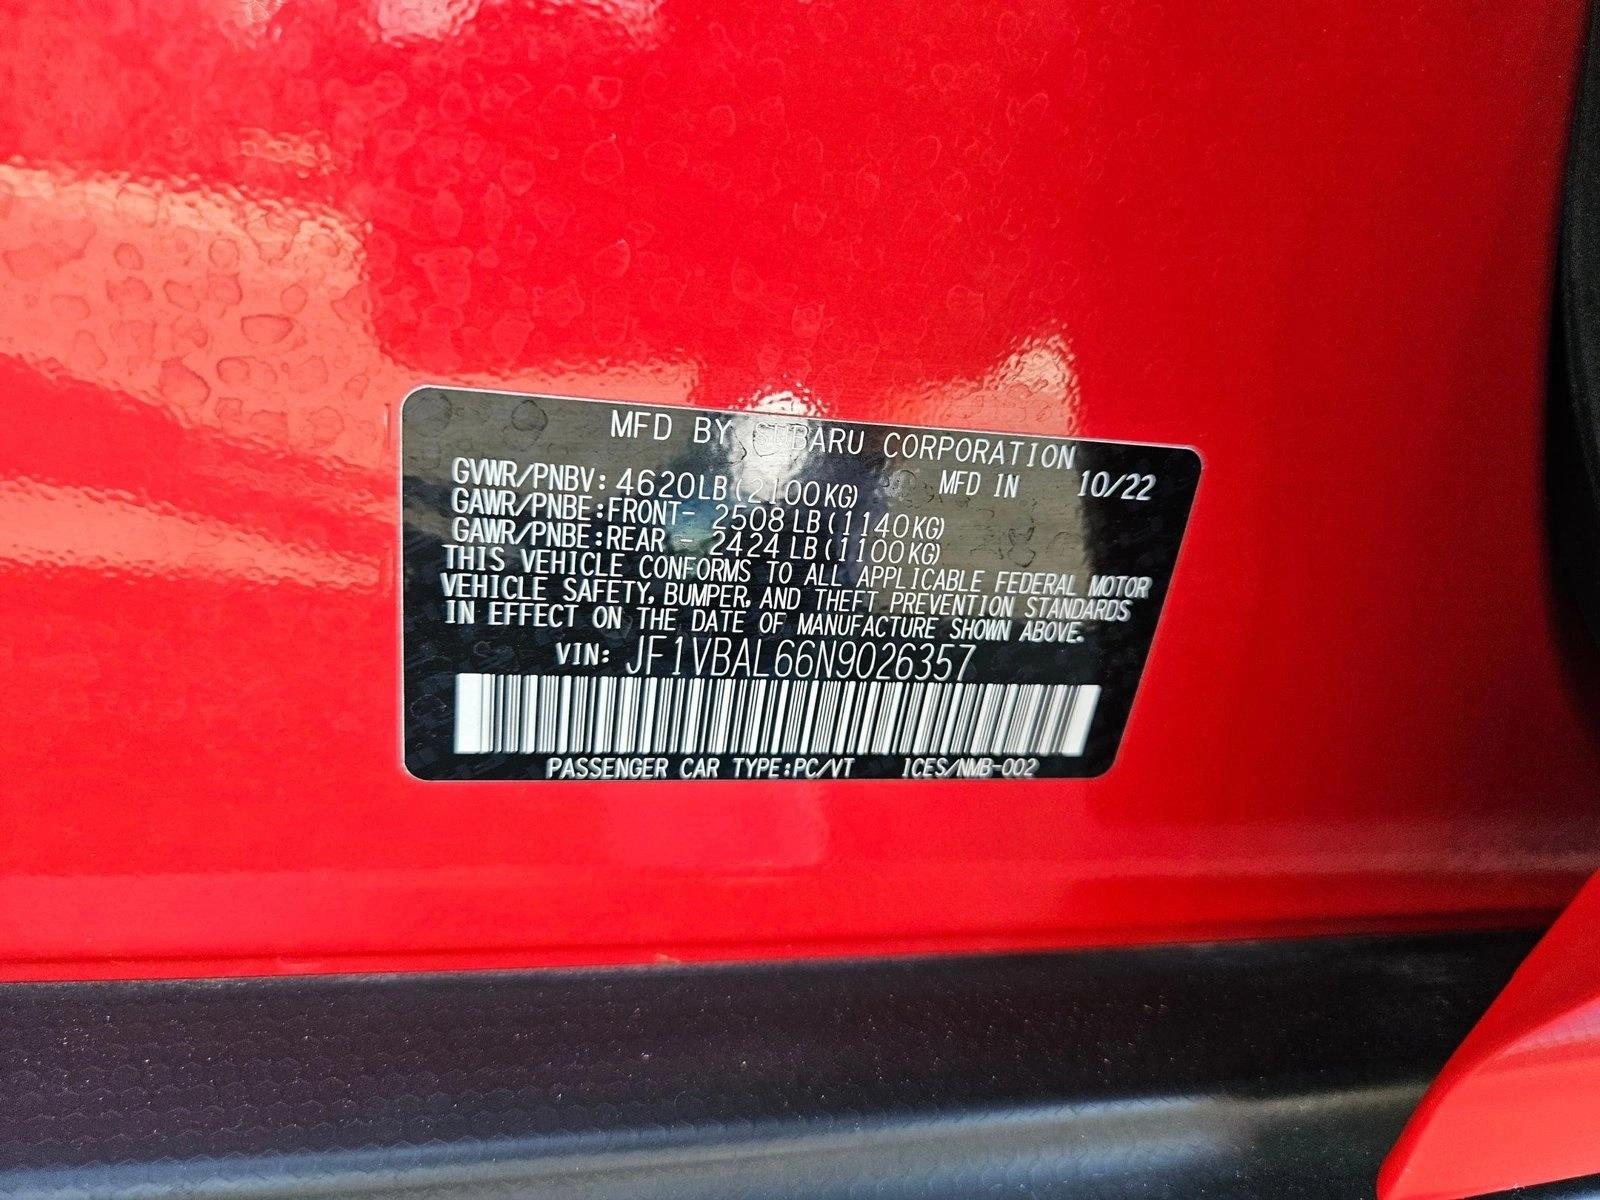 MFD BY SUBARU CORPORATION
GVWR/PNBV: 4620LB(2100KG) MFD IN 10/22
GAWR/PNBE:FRONT- 2508LB(1140KG)
GAWR/PNBE:REAR - 2424LB(1100KG)
THIS VEHICLE CONFORMS TO ALL APPLICABLE FEDERAL MOTOR
VEHICLE SAFETY, BUMPER, AND THEFT PREVENTION STANDARDS
IN EFFECT ON THE DATE OF MANUFACTURE SHOWN ABOVE.
VIN: JF1VBAL66N9026357
PASSENGER CAR TYPE:PC/VT ICES/NMB-002